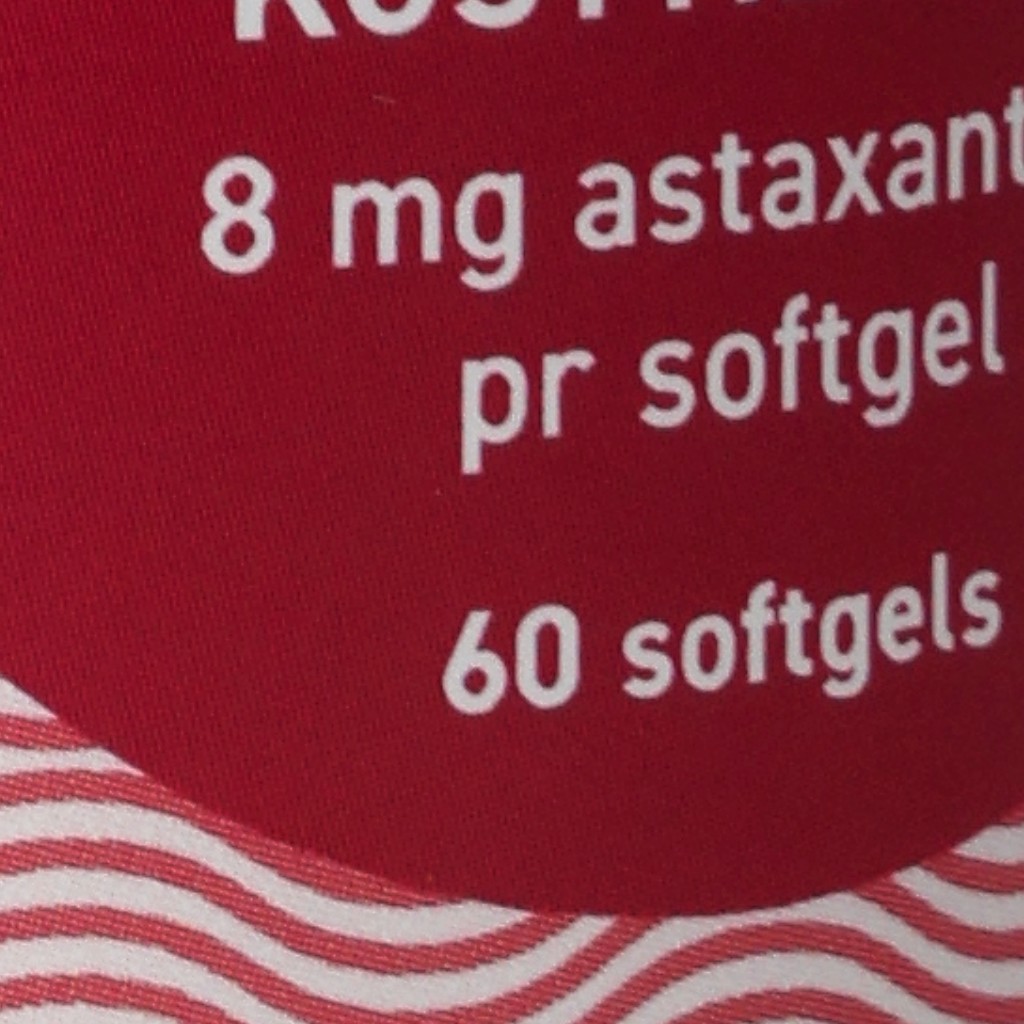 8 mg astaxant
pr softgel
60 softgels